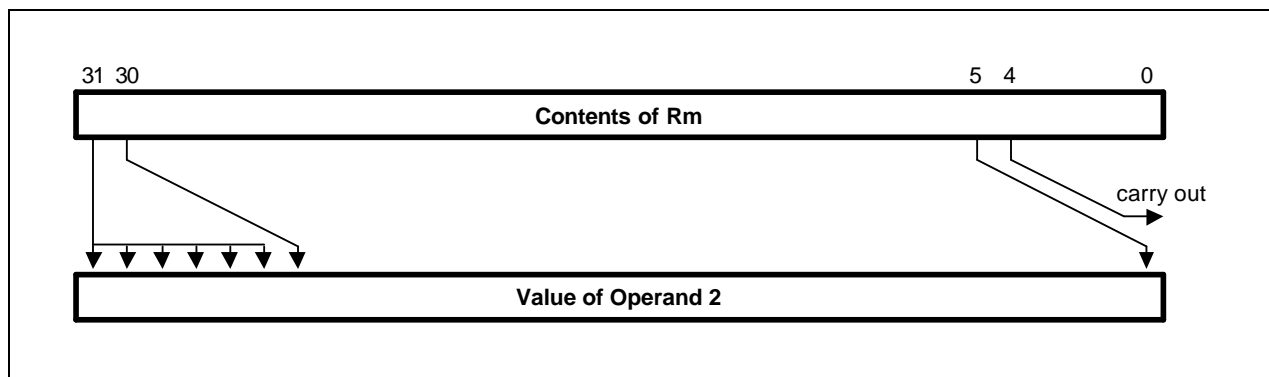 31 30 5 4 0
Contents of Rm
carry out
Value of Operand 2